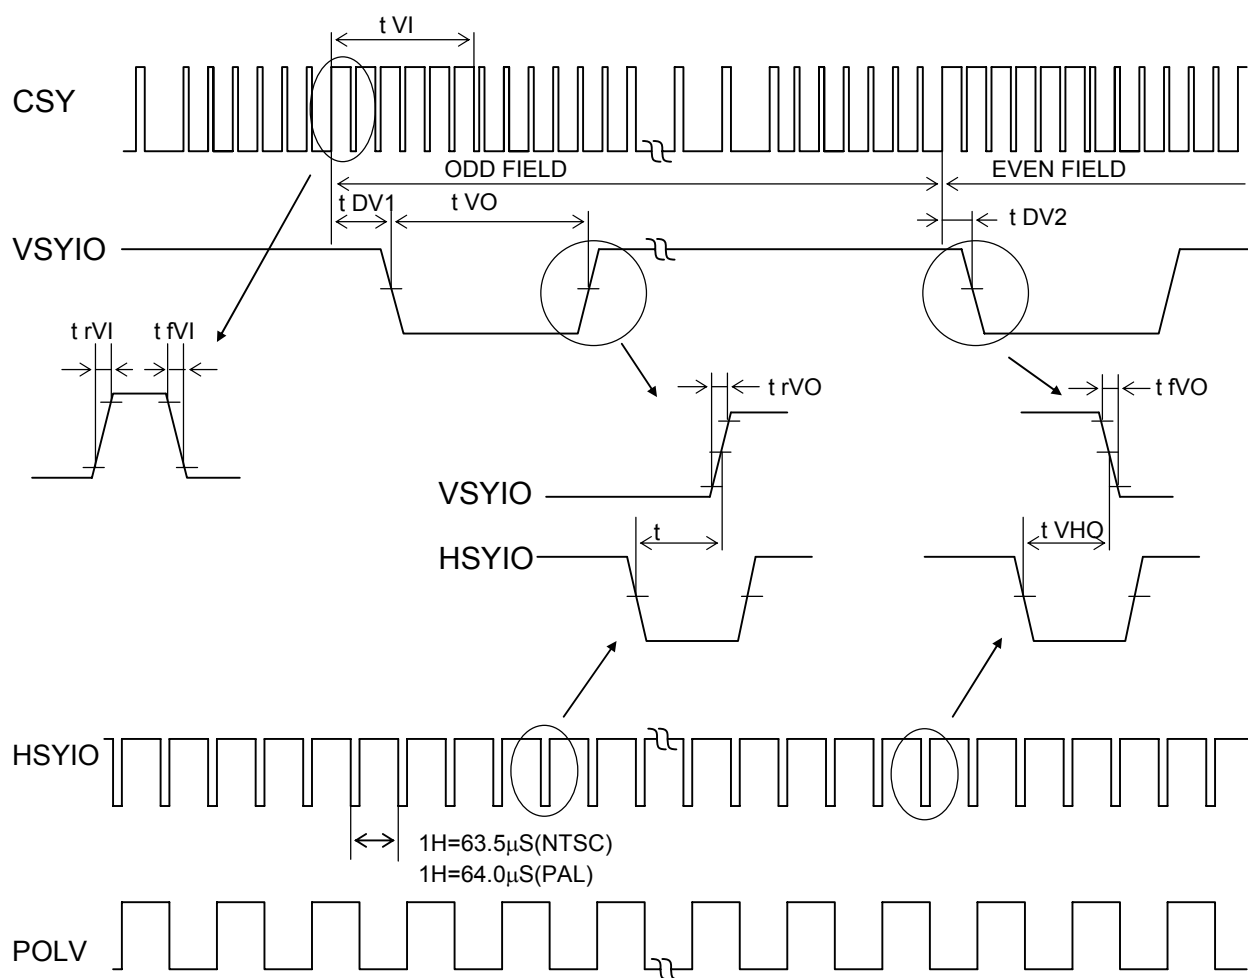 t VI
CSY
ODD FIELD
EVEN FIELD
t DV1
t VO
t DV2
VSYIO
t rVI
t fVI
t rVO
t fVO
VSYIO
t
t VHO
HSYIO
HSYIO
1H=63.5μS(NTSC)
1H=64.0μS(PAL)
POLV